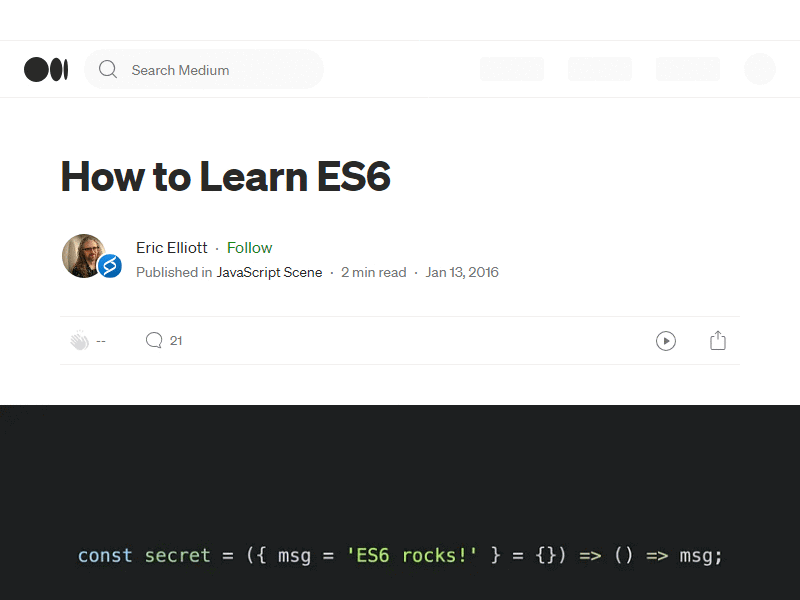 Search Medium
How to Learn ES6
Eric Elliott · Follow
Published in JavaScript Scene · 2 min read · Jan 13, 2016
-- 21
const secret = ({ msg = 'ES6 rocks!' } = {}) => () => msg;